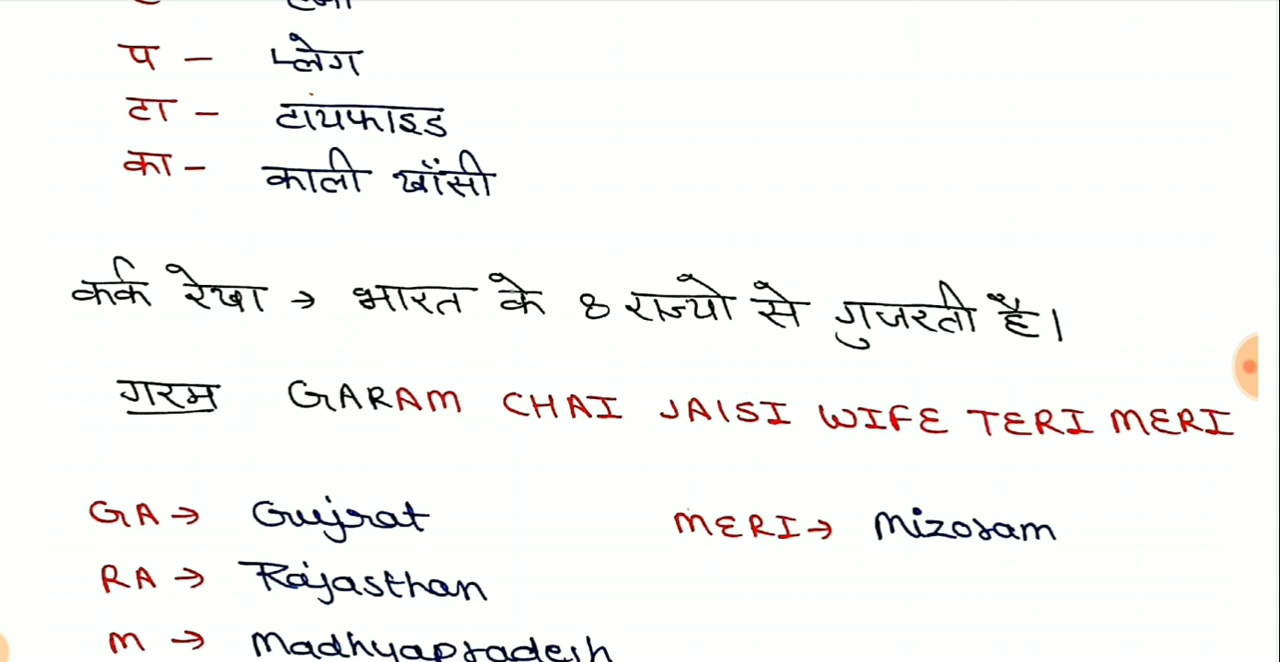 प – प्लेग
टा – टांयफाइड
का – काली खाँसी
कर्क रेखा → भारत के 8 राज्यो से गुजरती है।
गरम GARAM CHAI JAISI WIFE TERI MERI
GA → Gujrat MERI → Mizoram
RA → Rajasthan
M → Madhyapradesh